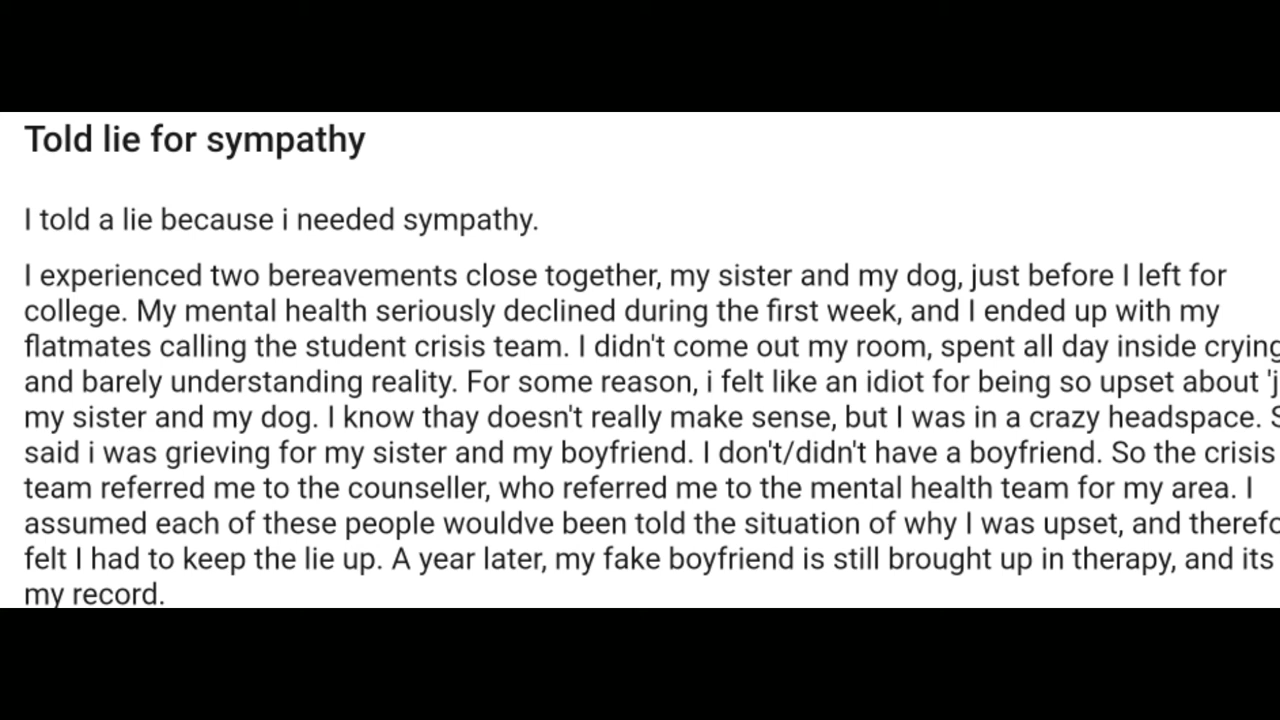 Told lie for sympathy
I told a lie because i needed sympathy.
I experienced two bereavements close together, my sister and my dog, just before I left for
college. My mental health seriously declined during the first week, and I ended up with my
flatmates calling the student crisis team. I didn't come out my room, spent all day inside crying
and barely understanding reality. For some reason, i felt like an idiot for being so upset about
my sister and my dog. I know thay doesn't really make sense, but I was in a crazy headspace.
said i was grieving for my sister and my boyfriend. I don't/didn't have a boyfriend. So the crisis
team referred me to the counseller, who referred me to the mental health team for my area. I
assumed each of these people wouldve been told the situation of why I was upset, and
felt I had to keep the lie up. A year later, my fake boyfriend is still brought up in therapy, and its
my record.